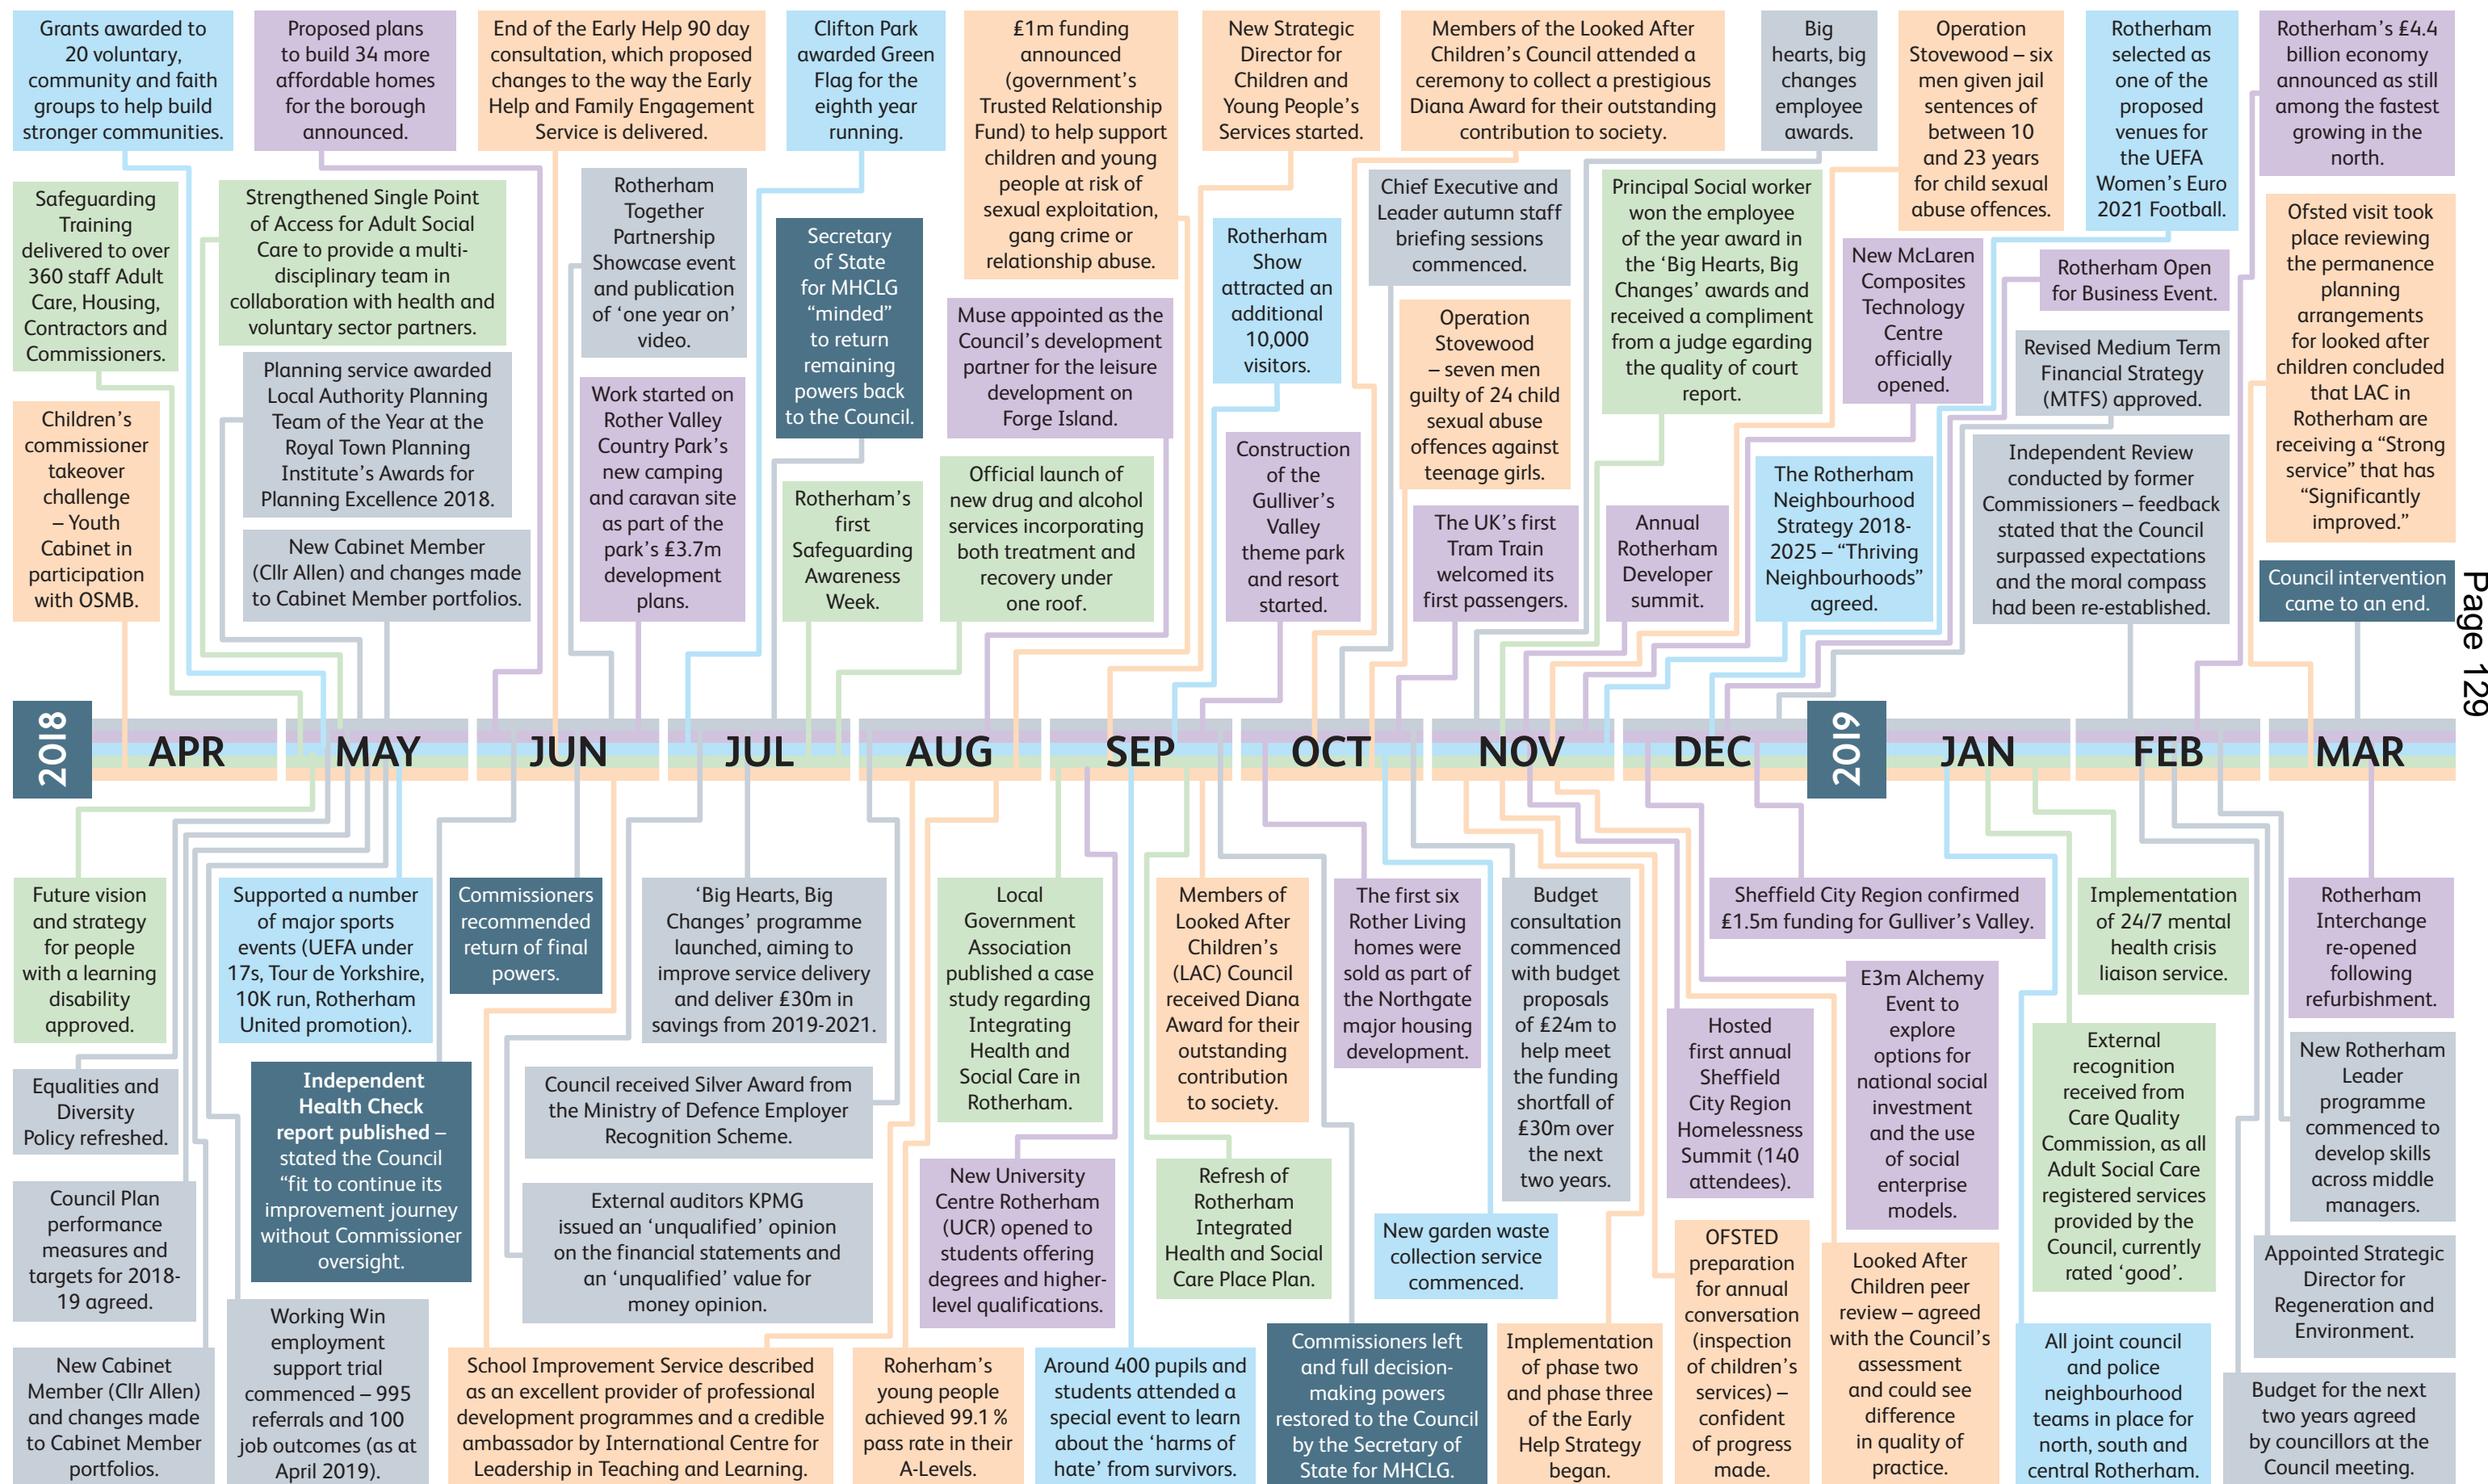 Grants awarded to
20 voluntary,
community and faith
groups to help build
stronger communities.
Proposed plans
to build 34 more
affordable homes
for the borough
announced.
End of the Early Help 90 day
consultation, which proposed
changes to the way the Early
Help and Family Engagement
Service is delivered.
Clifton Park
awarded Green
Flag for the
eighth year
running.
£1m funding
announced
(government's
Trusted Relationship
Fund) to help support
children and young
people at risk of
sexual exploitation,
gang crime or
relationship abuse.
New Strategic
Director for
Children and
Young People's
Services started.
Members of the Looked After
Children's Council attended a
ceremony to collect a prestigious
Diana Award for their outstanding
contribution to society.
Big
hearts, big
changes
employee
awards.
Operation
Stovewood – six
men given jail
sentences of
between 10
and 23 years
for child sexual
abuse offences.
Rotherham
selected as
one of the
proposed
venues for
the UEFA
Women's Euro
2021 Football.
Rotherham's £4.4
billion economy
announced as still
among the fastest
growing in the
north.
Safeguarding
Training
delivered to over
360 staff Adult
Care, Housing,
Contractors and
Commissioners.
Strengthened Single Point
of Access for Adult Social
Care to provide a multi-
disciplinary team in
collaboration with health and
voluntary sector partners.
Rotherham
Together
Partnership
Showcase event
and publication
of 'one year on'
video.
Secretary
of State
for MHCLG
"minded"
to return
remaining
powers back
to the Council.
Rotherham
Show
attracted an
additional
10,000
visitors.
Chief Executive and
Leader autumn staff
briefing sessions
commenced.
Principal Social worker
won the employee
of the year award in
the 'Big Hearts, Big
Changes' awards and
received a compliment
from a judge egarding
the quality of court
report.
New McLaren
Composites
Technology
Centre
officially
opened.
Rotherham Open
for Business Event.
Ofsted visit took
place reviewing
the permanence
planning
arrangements
for looked after
children concluded
that LAC in
Rotherham are
receiving a "Strong
service" that has
"Significantly
improved."
Planning service awarded
Local Authority Planning
Team of the Year at the
Royal Town Planning
Institute's Awards for
Planning Excellence 2018.
Muse appointed as the
Council's development
partner for the leisure
development on
Forge Island.
Operation
Stovewood
– seven men
guilty of 24 child
sexual abuse
offences against
teenage girls.
Revised Medium Term
Financial Strategy
(MTFS) approved.
Children's
commissioner
takeover
challenge
– Youth
Cabinet in
participation
with OSMB.
Work started on
Rother Valley
Country Park's
new camping
and caravan site
as part of the
park's £3.7m
development
plans.
Rotherham's
first
Safeguarding
Awareness
Week.
Official launch of
new drug and alcohol
services incorporating
both treatment and
recovery under
one roof.
Construction
of the
Gulliver's
Valley
theme park
and resort
started.
The UK's first
Tram Train
welcomed its
first passengers.
Annual
Rotherham
Developer
summit.
The Rotherham
Neighbourhood
Strategy 2018-
2025 – "Thriving
Neighbourhoods"
agreed.
Independent Review
conducted by former
Commissioners – feedback
stated that the Council
surpassed expectations
and the moral compass
had been re-established.
New Cabinet Member
(Cllr Allen) and changes made
to Cabinet Member portfolios.
Council intervention
came to an end.
Page 129
2018
APR
MAY
JUN
JUL
AUG
SEP
OCT
NOV
DEC
2019
JAN
FEB
MAR
Future vision
and strategy
for people
with a learning
disability
approved.
Supported a number
of major sports
events (UEFA under
17s, Tour de Yorkshire,
10K run, Rotherham
United promotion).
Commissioners
recommended
return of final
powers.
'Big Hearts, Big
Changes' programme
launched, aiming to
improve service delivery
and deliver £30m in
savings from 2019-2021.
Local
Government
Association
published a case
study regarding
Integrating
Health and
Social Care in
Rotherham.
Members of
Looked After
Children's
(LAC) Council
received Diana
Award for their
outstanding
contribution
to society.
The first six
Rother Living
homes were
sold as part of
the Northgate
major housing
development.
Budget
consultation
commenced
with budget
proposals
of £24m to
help meet
the funding
shortfall of
£30m over
the next
two years.
Sheffield City Region confirmed
£1.5m funding for Gulliver's Valley.
Implementation
of 24/7 mental
health crisis
liaison service.
Rotherham
Interchange
re-opened
following
refurbishment.
Equalities and
Diversity
Policy refreshed.
Independent
Health Check
report published –
stated the Council
"fit to continue its
improvement journey
without Commissioner
oversight.
Council received Silver Award from
the Ministry of Defence Employer
Recognition Scheme.
Hosted
first annual
Sheffield
City Region
Homelessness
Summit (140
attendees).
E3m Alchemy
Event to
explore
options for
national social
investment
and the use
of social
enterprise
models.
External
recognition
received from
Care Quality
Commission, as all
Adult Social Care
registered services
provided by the
Council, currently
rated 'good'.
New Rotherham
Leader
programme
commenced to
develop skills
across middle
managers.
Council Plan
performance
measures and
targets for 2018-
19 agreed.
External auditors KPMG
issued an 'unqualified' opinion
on the financial statements and
an 'unqualified' value for
money opinion.
New University
Centre Rotherham
(UCR) opened to
students offering
degrees and higher-
level qualifications.
Refresh of
Rotherham
Integrated
Health and Social
Care Place Plan.
New garden waste
collection service
commenced.
OFSTED
preparation
for annual
conversation
(inspection
of children's
services) –
confident
of progress
made.
Looked After
Children peer
review – agreed
with the Council's
assessment
and could see
difference
in quality of
practice.
Appointed Strategic
Director for
Regeneration and
Environment.
New Cabinet
Member (Cllr Allen)
and changes made
to Cabinet Member
portfolios.
Working Win
employment
support trial
commenced – 995
referrals and 100
job outcomes (as at
April 2019).
School Improvement Service described
as an excellent provider of professional
development programmes and a credible
ambassador by International Centre for
Leadership in Teaching and Learning.
Roherham's
young people
achieved 99.1%
pass rate in their
A-Levels.
Around 400 pupils and
students attended a
special event to learn
about the 'harms of
hate' from survivors.
Commissioners left
and full decision-
making powers
restored to the Council
by the Secretary of
State for MHCLG.
Implementation
of phase two
and phase three
of the Early
Help Strategy
began.
All joint council
and police
neighbourhood
teams in place for
north, south and
central Rotherham.
Budget for the next
two years agreed
by councillors at the
Council meeting.